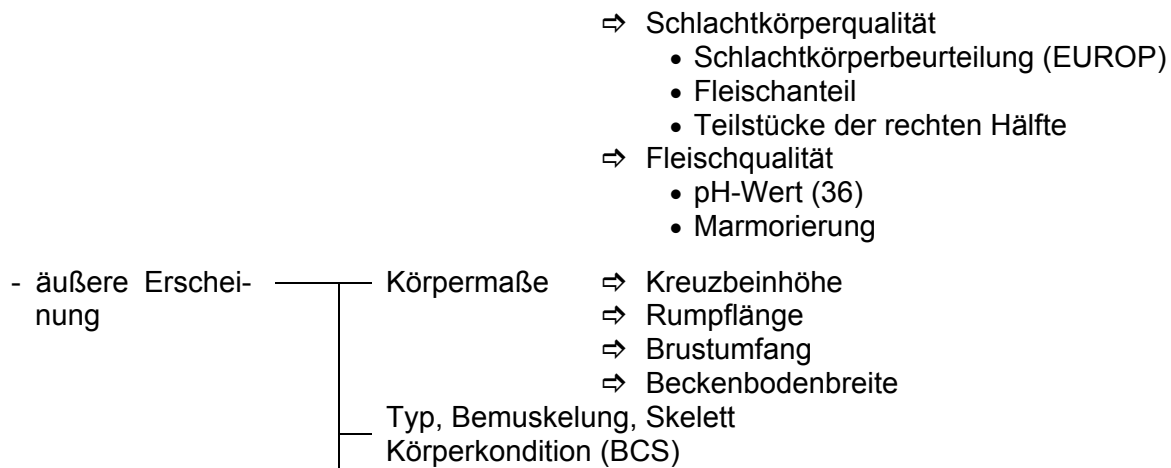 ⇨ Schlachtkörperqualität
• Schlachtkörperbeurteilung (EUROP)
• Fleischanteil
• Teilstücke der rechten Hälfte
⇨ Fleischqualität
• pH-Wert (36)
• Marmorierung
- äußere Erschei- Körpermaße ⇨ Kreuzbeinhöhe
nung ⇨ Rumpflänge
⇨ Brustumfang
⇨ Beckenbodenbreite
Typ, Bemuskelung, Skelett
Körperkondition (BCS)